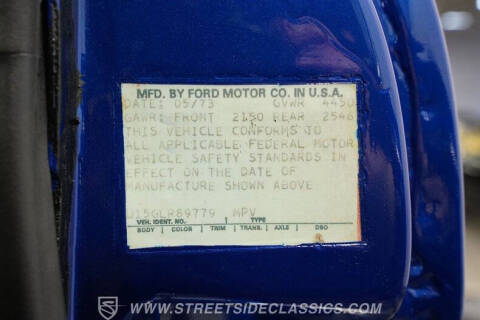 MFD. BY FORD MOTOR CO. IN U.S.A.
DATE: 05/73 GVWR 4450
GAWR: FRONT 2150 REAR 2546
THIS VEHICLE CONFORMS TO
ALL APPLICABLE FEDERAL MOTOR
VEHICLE SAFETY STANDARDS IN
EFFECT ON THE DATE OF
MANUFACTURE SHOWN ABOVE
U15GLR89779 MPV
VEH. IDENT. NO. TYPE
BODY COLOR TRIM TRANS. AXLE DSO
STREETSIDECLASSICS.COM